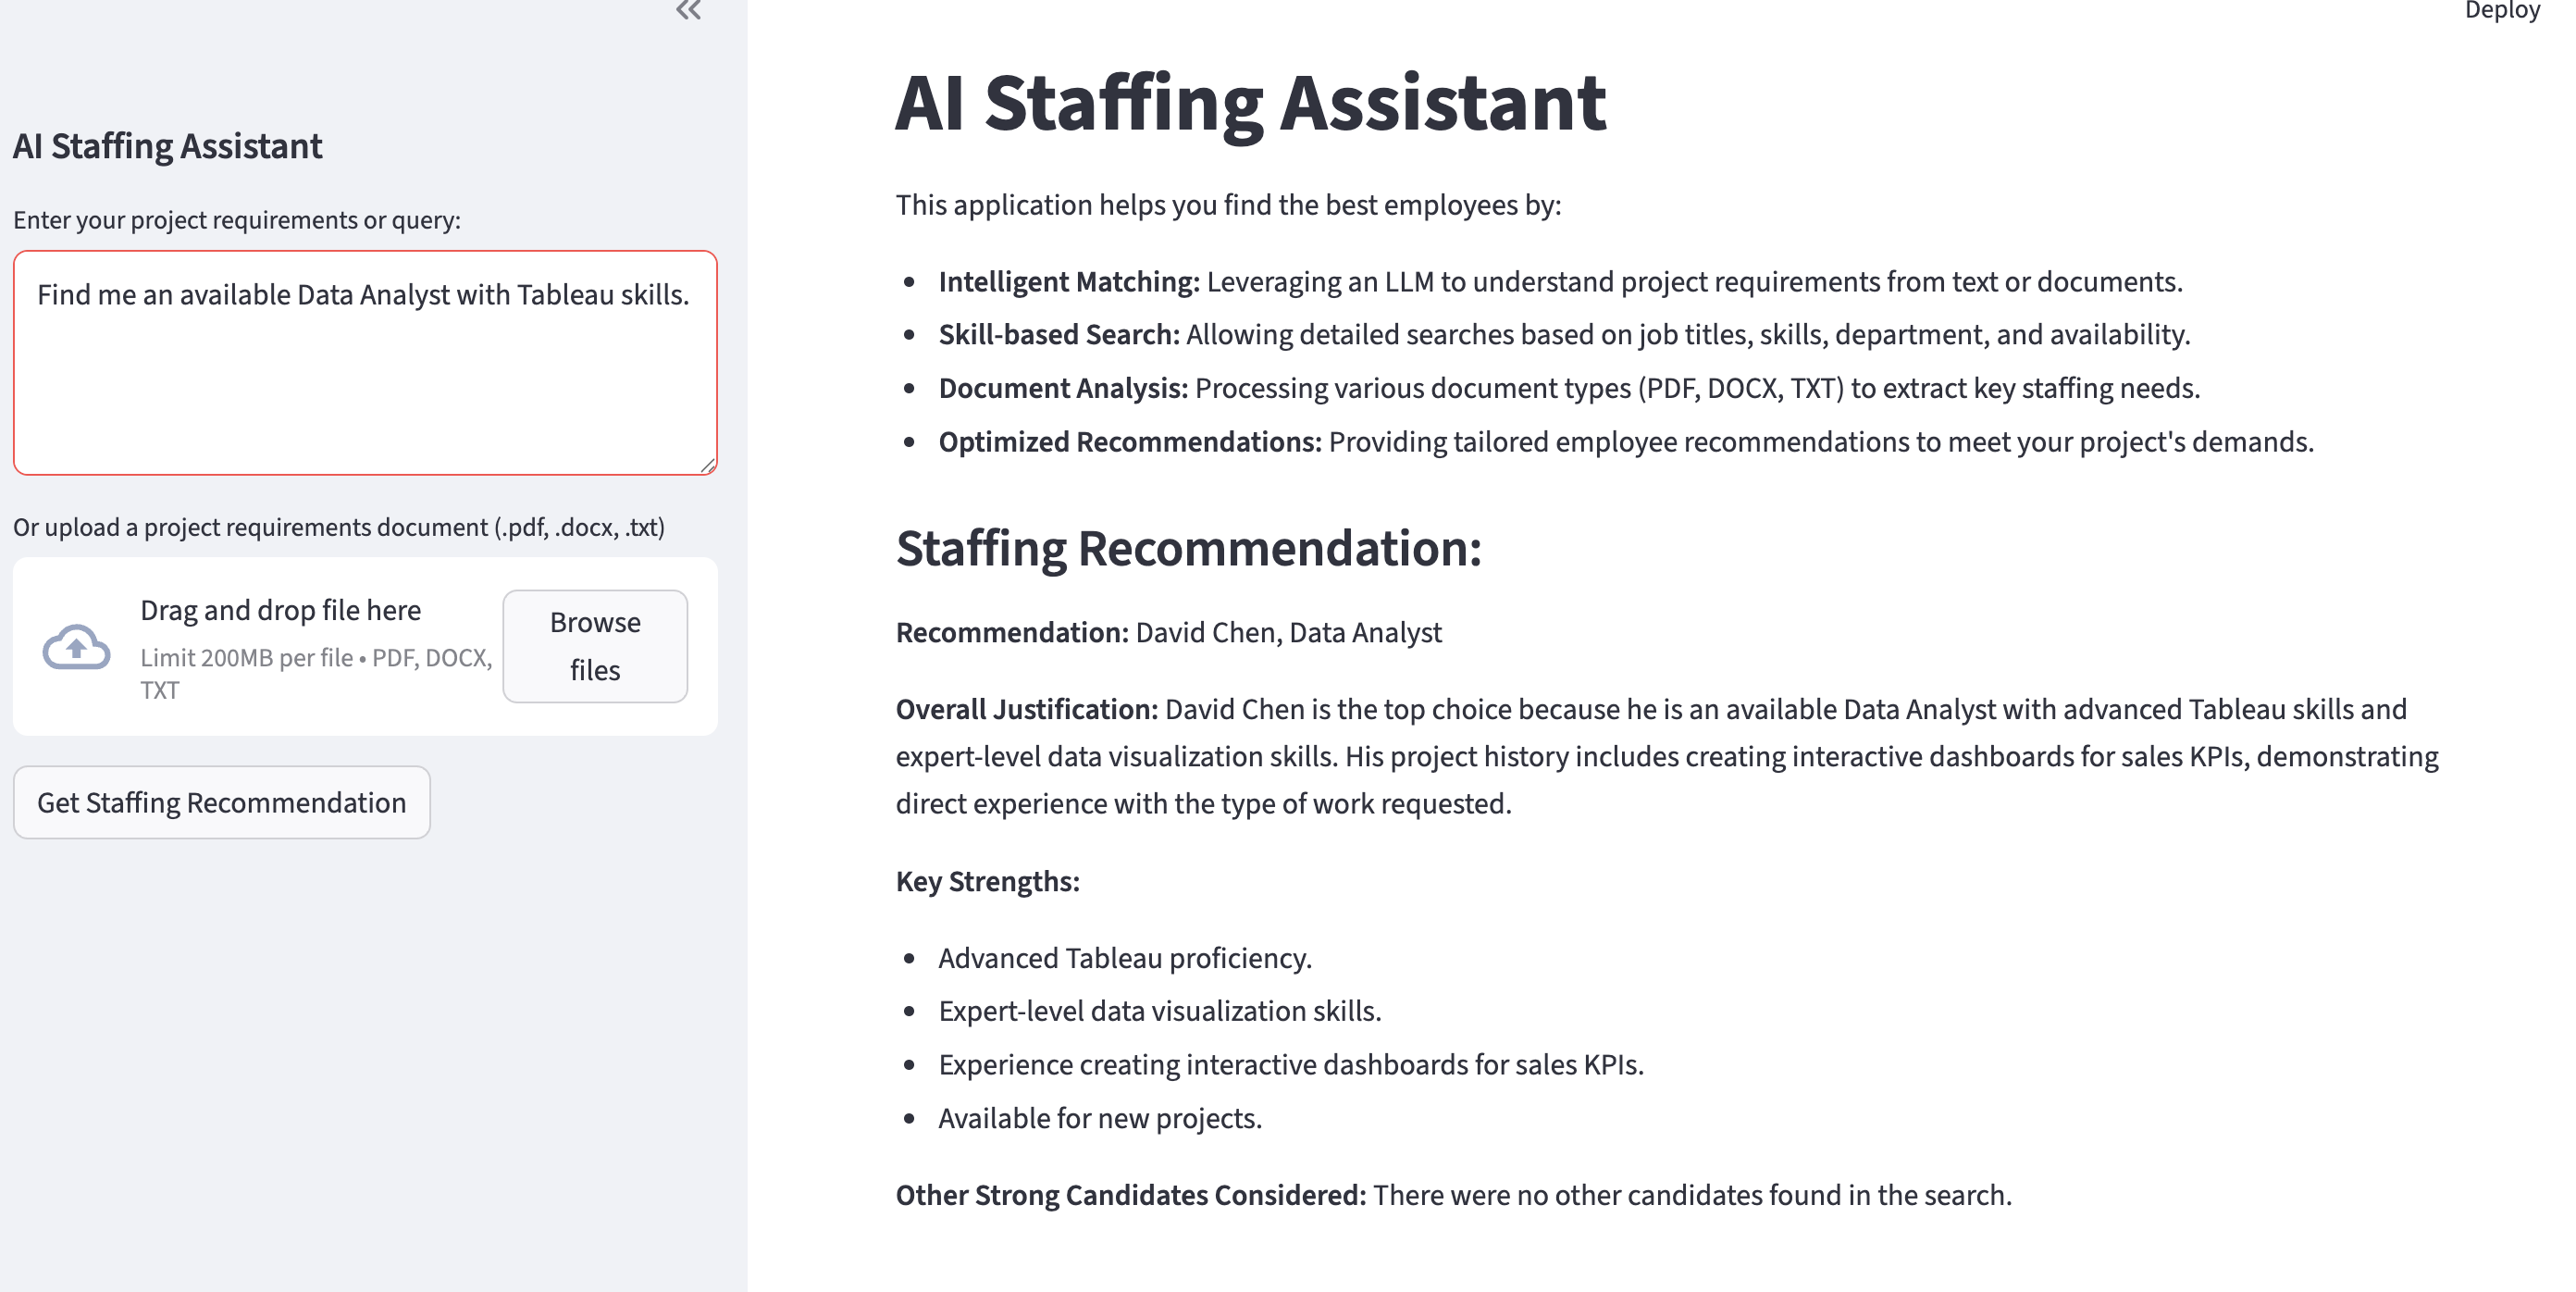 Deploy
AI Staffing Assistant
Enter your project requirements or query:
Find me an available Data Analyst with Tableau skills.
Or upload a project requirements document (.pdf, .docx, .txt)
Drag and drop file here
Limit 200MB per file • PDF, DOCX,
TXT
Browse
files
Get Staffing Recommendation
AI Staffing Assistant
This application helps you find the best employees by:
• Intelligent Matching: Leveraging an LLM to understand project requirements from text or documents.
• Skill-based Search: Allowing detailed searches based on job titles, skills, department, and availability.
• Document Analysis: Processing various document types (PDF, DOCX, TXT) to extract key staffing needs.
• Optimized Recommendations: Providing tailored employee recommendations to meet your project's demands.
Staffing Recommendation:
Recommendation: David Chen, Data Analyst
Overall Justification: David Chen is the top choice because he is an available Data Analyst with advanced Tableau skills and
expert-level data visualization skills. His project history includes creating interactive dashboards for sales KPIs, demonstrating
direct experience with the type of work requested.
Key Strengths:
• Advanced Tableau proficiency.
• Expert-level data visualization skills.
• Experience creating interactive dashboards for sales KPIs.
• Available for new projects.
Other Strong Candidates Considered: There were no other candidates found in the search.